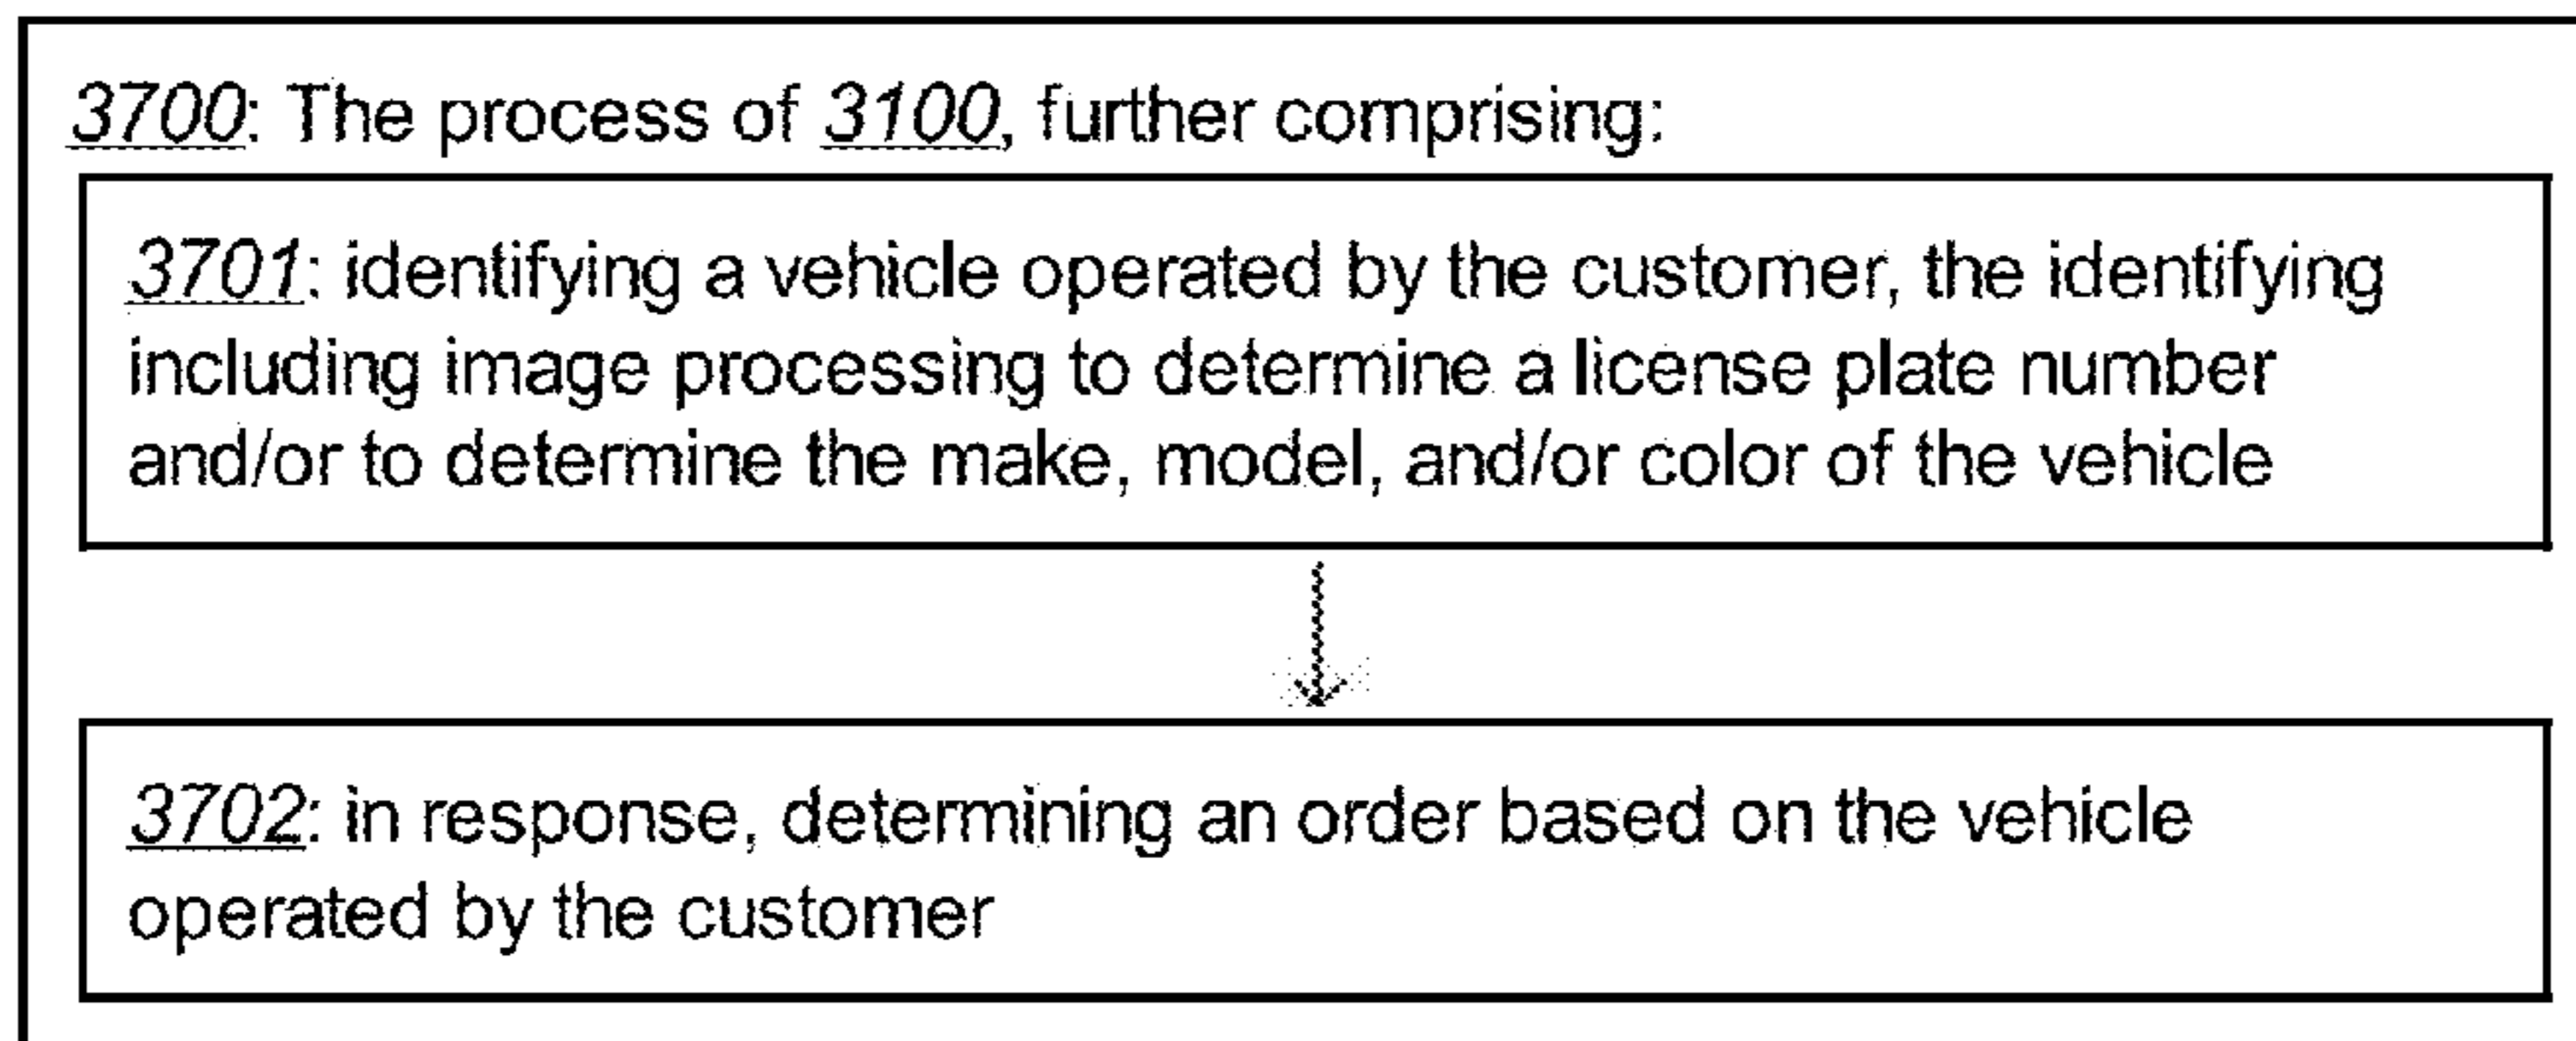 3700: The process of 3100, further comprising:
3701: identifying a vehicle operated by the customer, the identifying
including image processing to determine a license plate number
and/or to determine the make, model, and/or color of the vehicle
3702: in response, determining an order based on the vehicle
operated by the customer